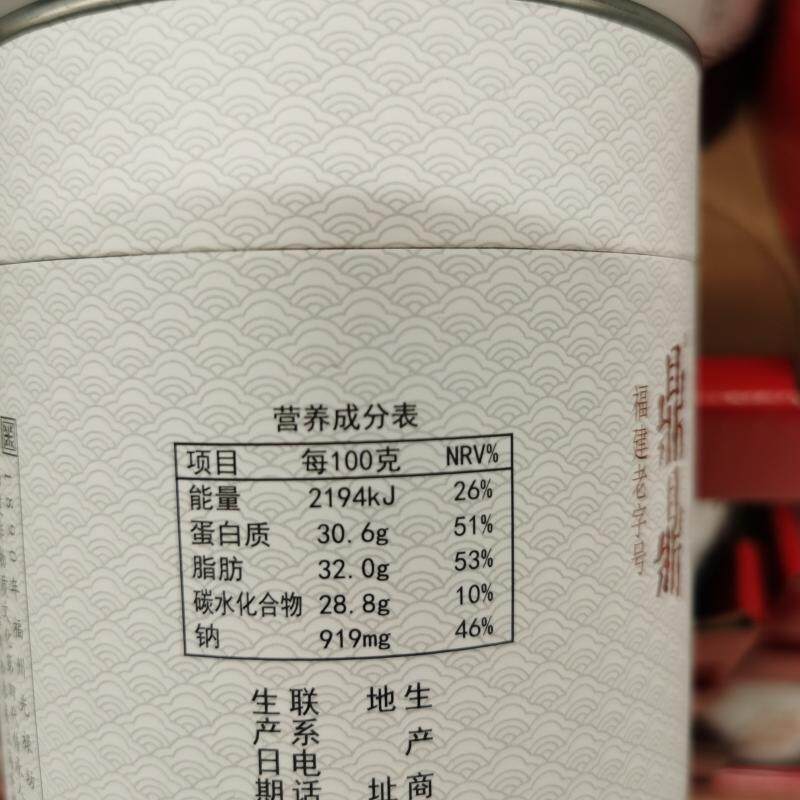 营养成分表
项目 每100克 NRV%
能量 2194kJ 26%
蛋白质 30.6g 51%
脂肪 32.0g 53%
碳水化合物 28.8g 10%
钠 919mg 46%
生产商
地址
联系电话
生产日期
福建老字号
鼎鼎